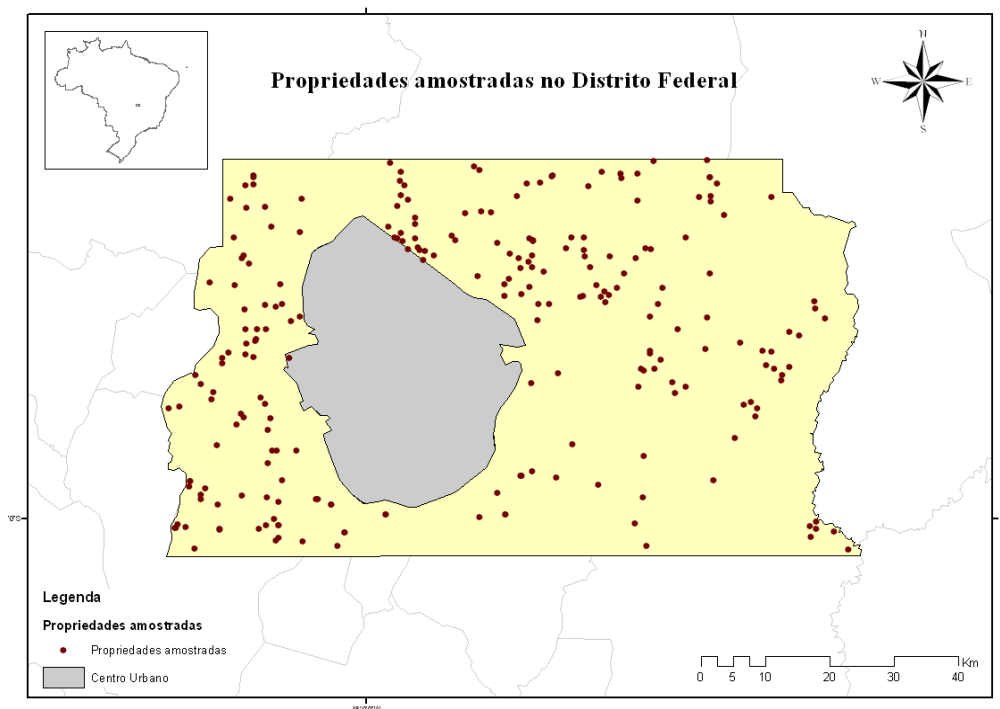 N
Propriedades amostradas no Distrito Federal
W
E
S
Legenda
Propriedades amostradas
Propriedades amostradas
Centro Urbano
Km
0 5 10 20 30 40